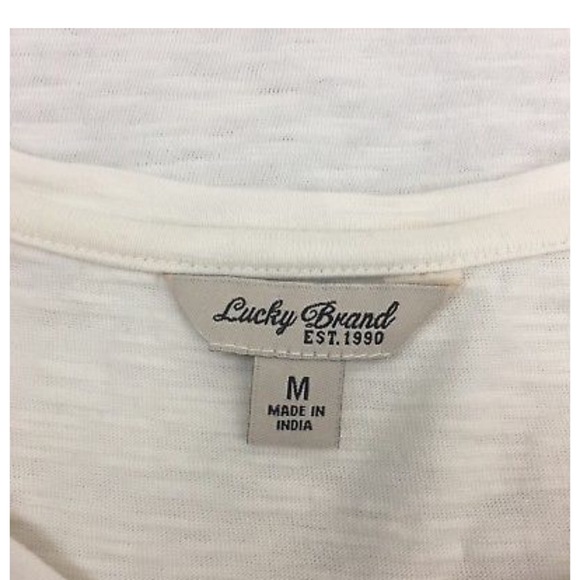 Lucky Brand
EST. 1990
M
MADE IN
INDIA